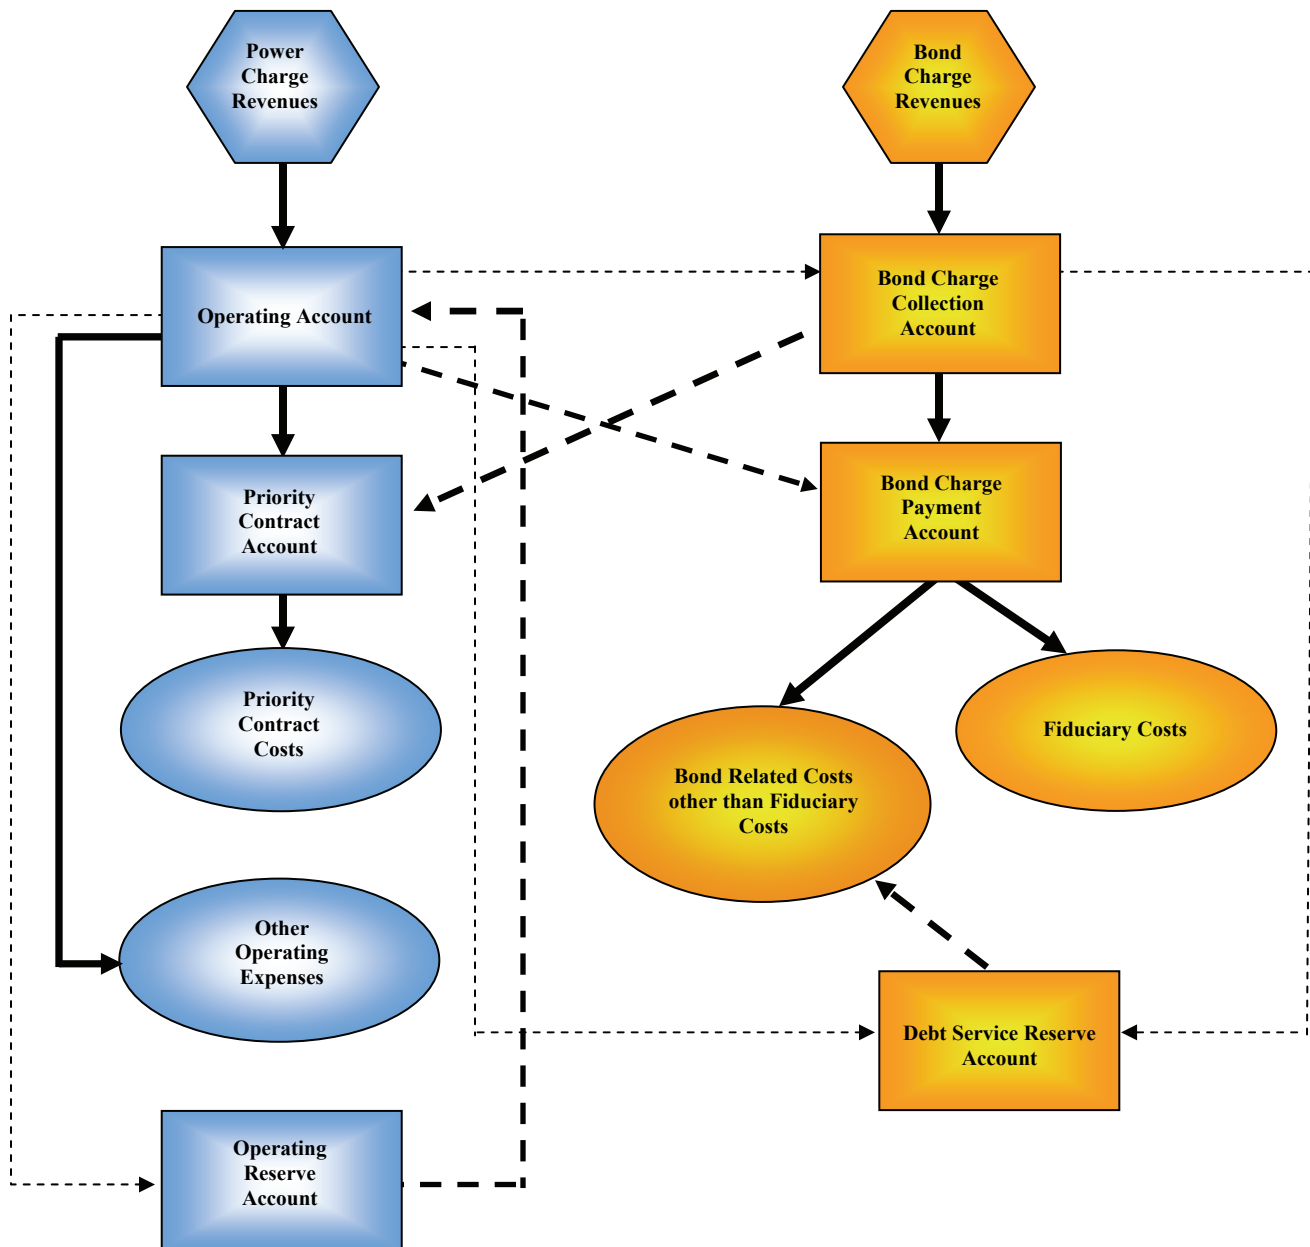 Power
Charge
Revenues
Bond
Charge
Revenues
Operating Account
Bond Charge
Collection
Account
Priority
Contract
Account
Bond Charge
Payment
Account
Priority
Contract
Costs
Fiduciary Costs
Bond Related Costs
other than Fiduciary
Costs
Other
Operating
Expenses
Debt Service Reserve
Account
Operating
Reserve
Account